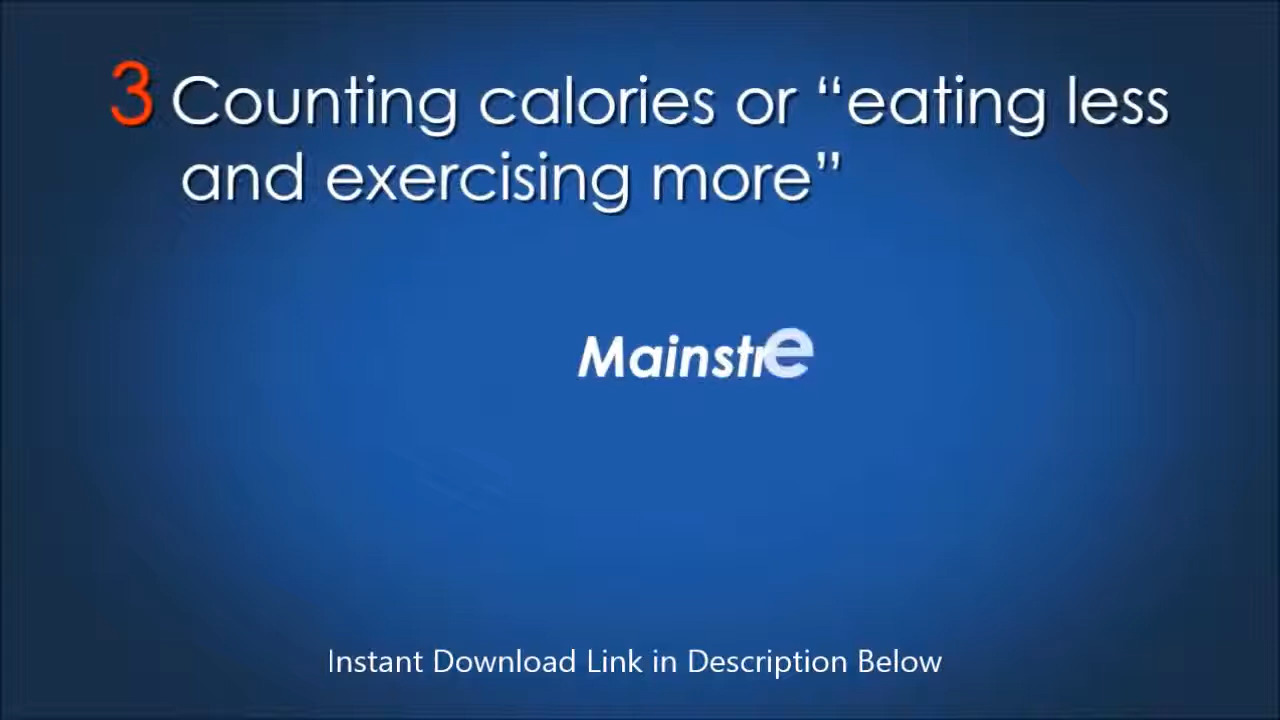 3 Counting calories or “eating less
and exercising more”
Mainstre
Instant Download Link in Description Below